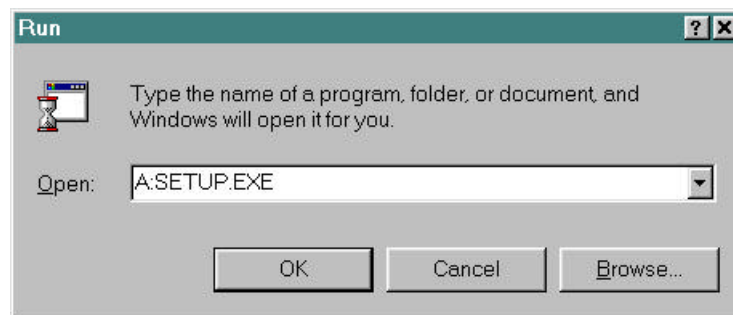 Run
Type the name of a program, folder, or document, and
Windows will open it for you.
Open: A:SETUP.EXE
OK Cancel Browse...